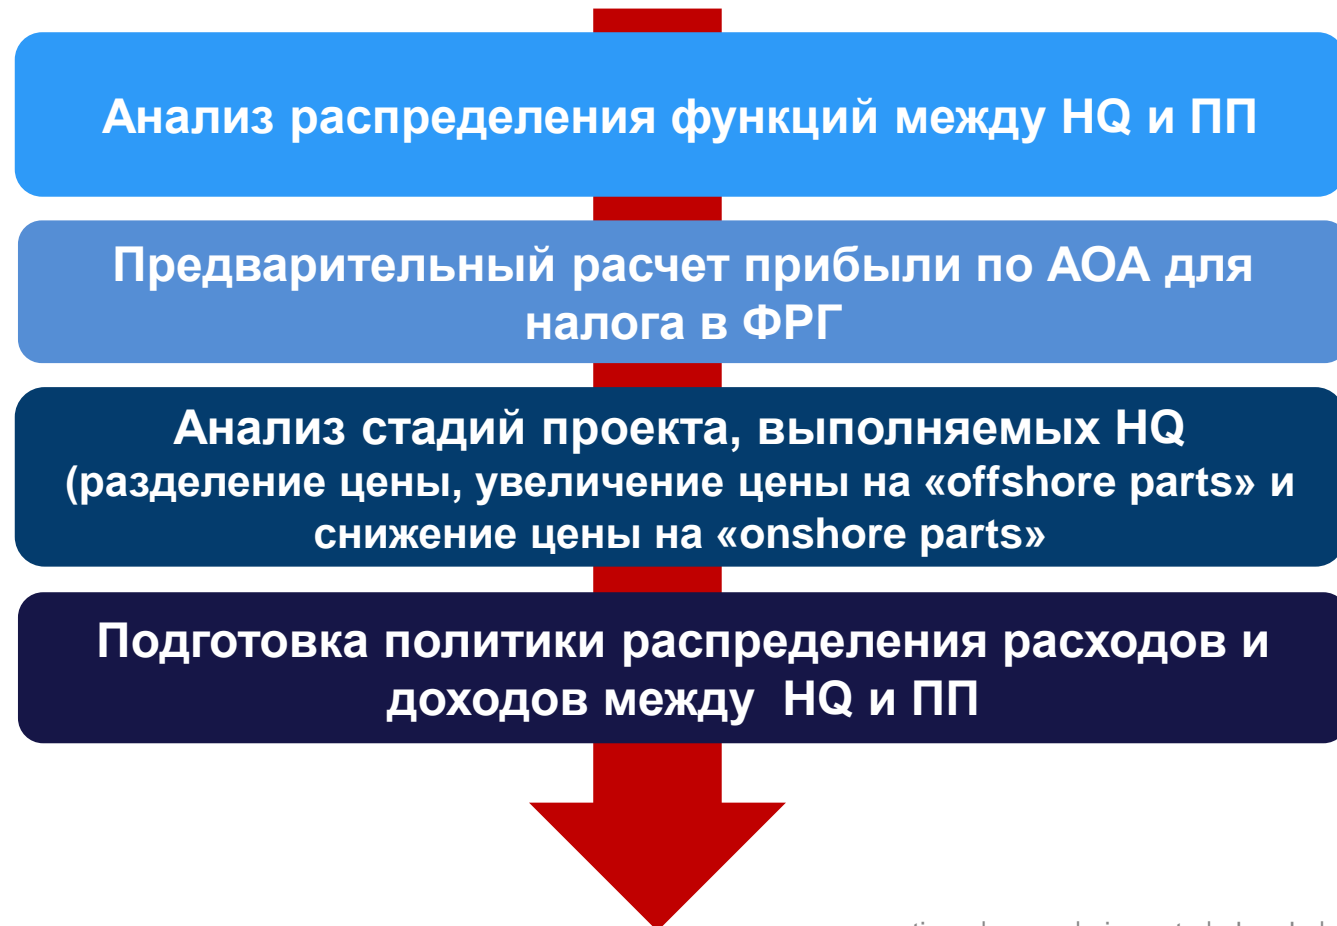 Анализ распределения функций между HQ и ПП
Предварительный расчет прибыли по АОА для
налога в ФРГ
Анализ стадий проекта, выполняемых HQ
(разделение цены, увеличение цены на «offshore parts» и
снижение цены на «onshore parts»
Подготовка политики распределения расходов и
доходов между  HQ и ПП